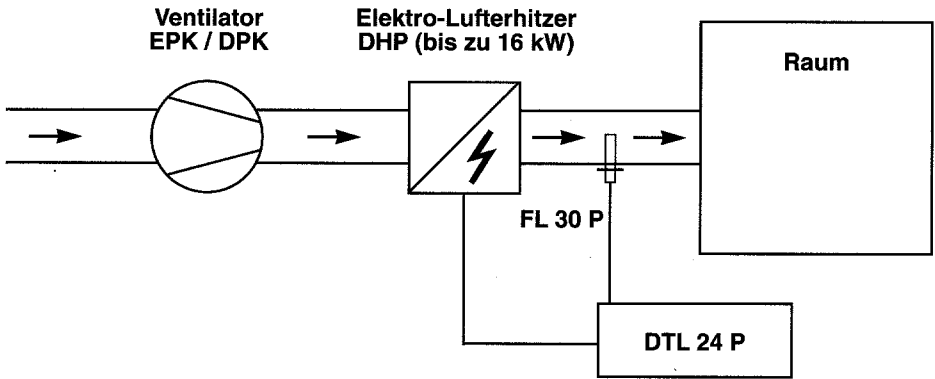 Ventilator
EPK / DPK
Elektro-Lufterhitzer
DHP (bis zu 16 kW)
Raum
FL 30 P
DTL 24 P